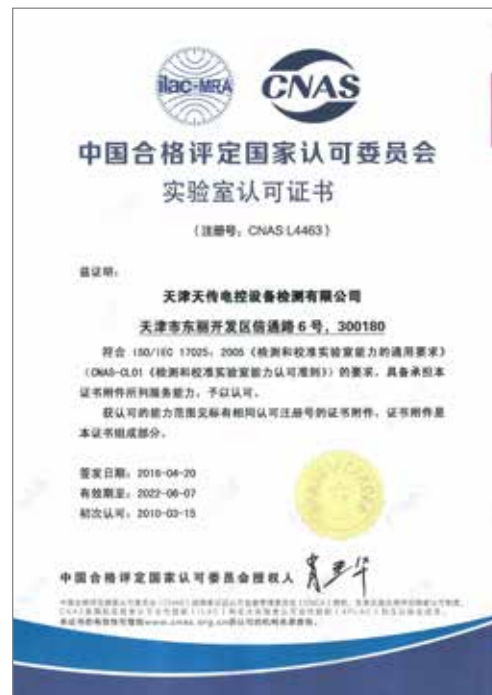 ilac-MRA
CNAS
中国合格评定国家认可委员会
实验室认可证书
(注册号：CNAS L4463)
兹证明：
天津天传电控设备检测有限公司
天津市东丽开发区信通路 6 号，300180
符合 ISO/IEC 17025：2005《检测和校准实验室能力的通用要求》
(CNAS-CL01《检测和校准实验室能力认可准则》)的要求，具备承担本
证书附件所列服务能力，予以认可。
获认可的能力范围见标有相同认可注册号的证书附件，证书附件是
本证书组成部分。
签发日期：2016-04-20
有效期至：2022-06-07
初次认可：2010-03-15
中国合格评定国家认可委员会授权人